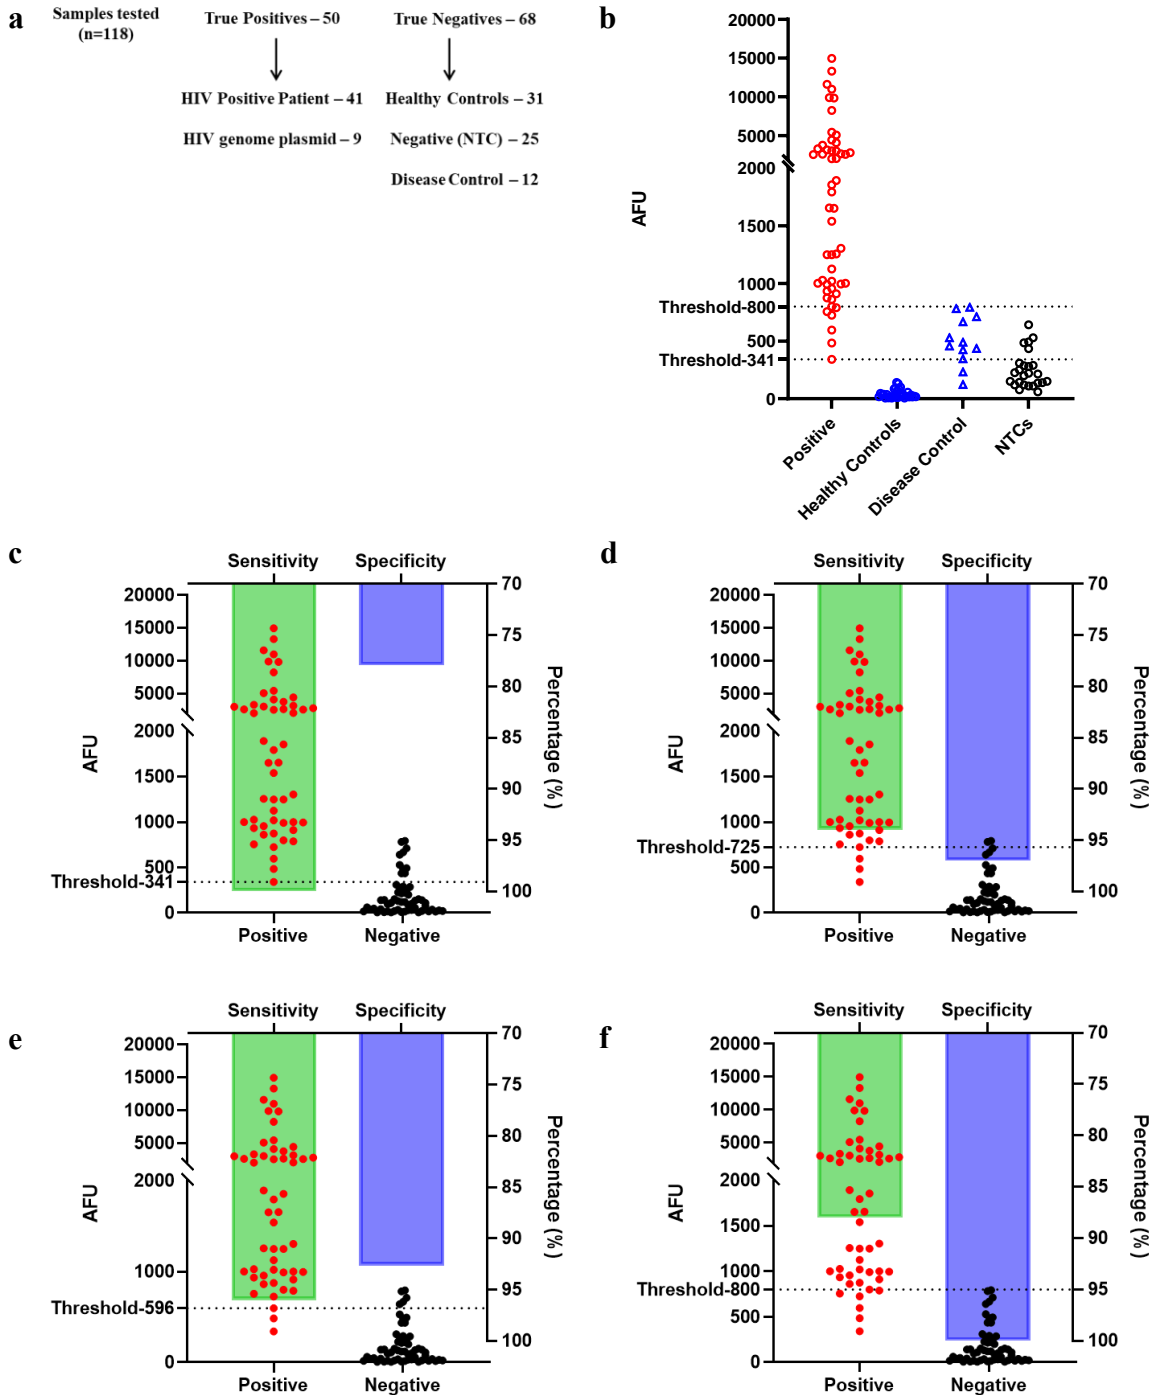 a
Samples tested
(n=118)
True Positives – 50
True Negatives – 68
HIV Positive Patient – 41
Healthy Controls – 31
HIV genome plasmid – 9
Negative (NTC) – 25
Disease Control – 12
b
20000
15000
10000
5000
2000
1500
1000
Threshold-800
500
Threshold-341
0
AFU
Positive
Healthy Controls
Disease Control
NTCs
c
Sensitivity
Specificity
20000
15000
10000
5000
2000
1500
1000
500
Threshold-341
0
AFU
70
75
80
85
90
95
100
Percentage (%)
Positive
Negative
d
Sensitivity
Specificity
20000
15000
10000
5000
2000
1500
1000
Threshold-725
500
0
AFU
70
75
80
85
90
95
100
Percentage (%)
Positive
Negative
e
Sensitivity
Specificity
20000
15000
10000
5000
2000
1000
Threshold-596
0
AFU
70
75
80
85
90
95
100
Percentage (%)
Positive
Negative
f
Sensitivity
Specificity
20000
15000
10000
5000
2000
1500
1000
Threshold-800
500
0
AFU
70
75
80
85
90
95
100
Percentage (%)
Positive
Negative